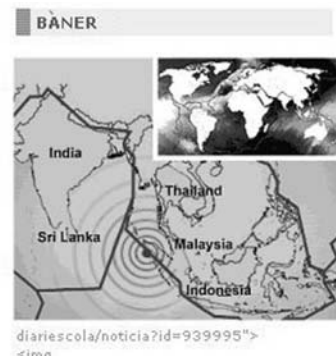 BÀNER
India
Thailand
Sri Lanka
Malaysia
Indonesia
diariescola/noticia?id=939995">
<img